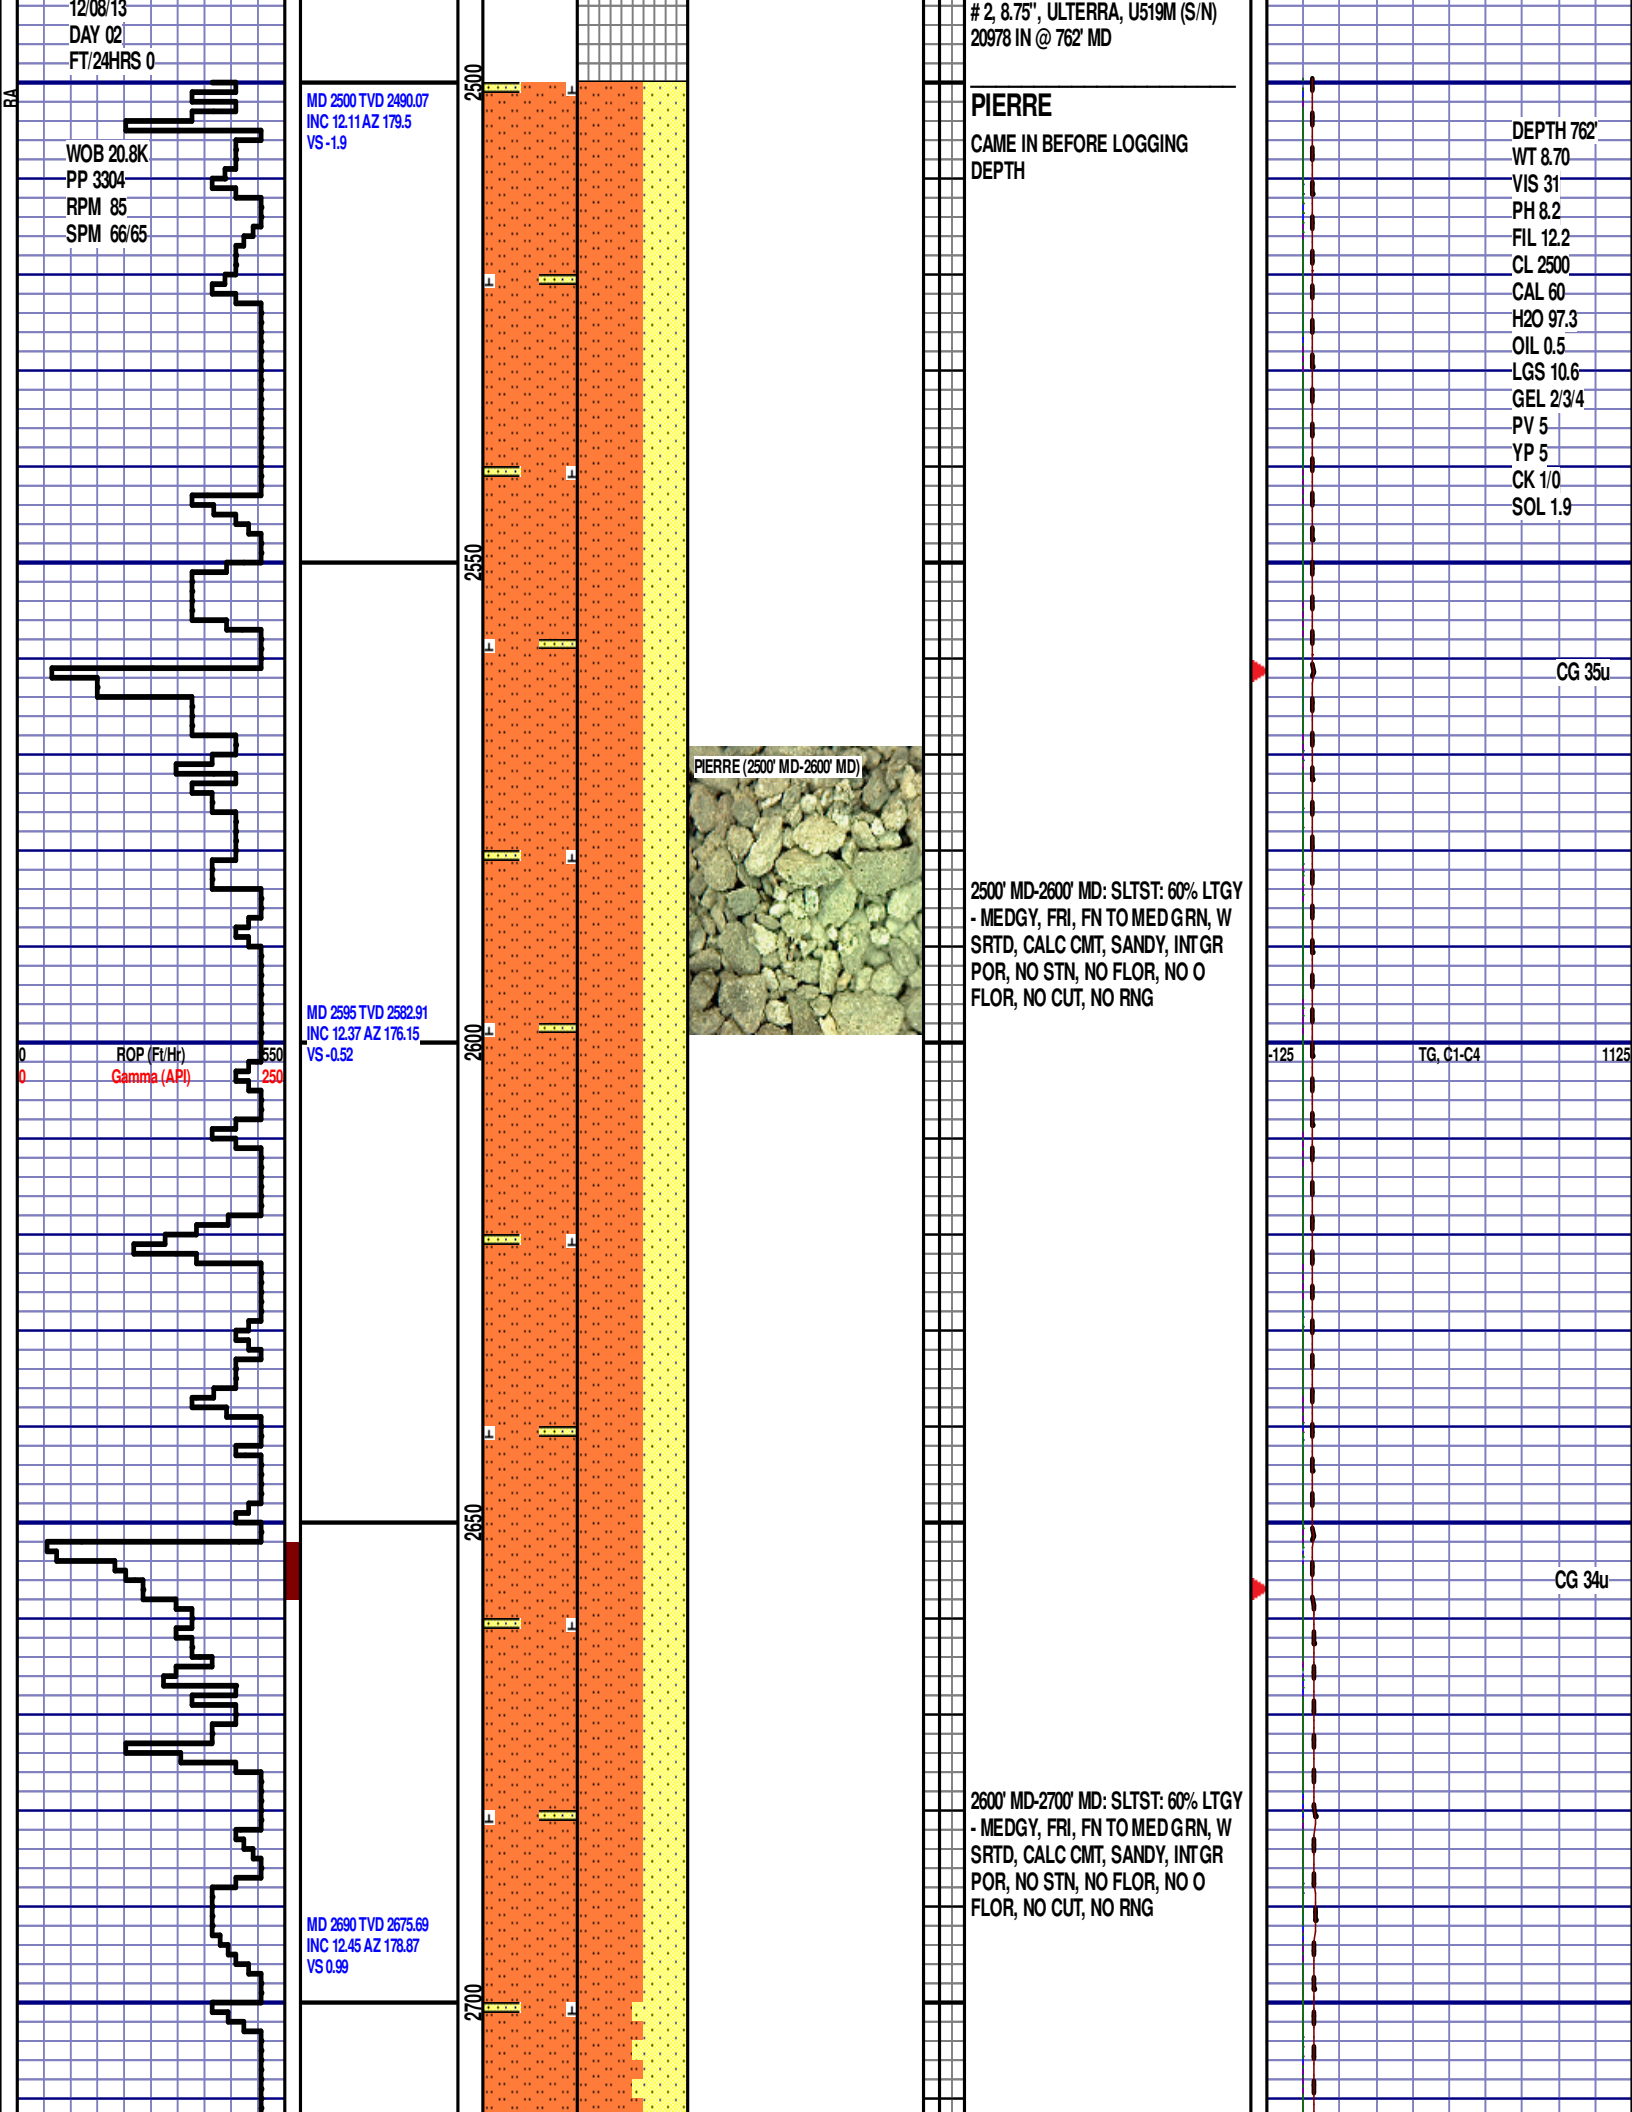 12/08/13
DAY 02
FT/24HRS 0
RA
WOB 20.8K
PP 3304
RPM 85
SPM 66/65
MD 2500 TVD 2490.07
INC 12.11 AZ 179.5
VS -1.9
2500
# 2, 8.75", ULTERRA, U519M (S/N)
20978 IN @ 762' MD
PIERRE
CAME IN BEFORE LOGGING
DEPTH
DEPTH 762'
WT 8.70
VIS 31
PH 8.2
FIL 12.2
CL 2500
CAL 60
H2O 97.3
OIL 0.5
LGS 10.6
GEL 2/3/4
PV 5
YP 5
CK 1/0
SOL 1.9
2550
CG 35u
PIERRE (2500' MD-2600' MD)
2500' MD-2600' MD: SLTST: 60% LTGY
- MEDGY, FRI, FN TO MED GRN, W
SRTD, CALC CMT, SANDY, INTGR
POR, NO STN, NO FLOR, NO O
FLOR, NO CUT, NO RNG
MD 2595 TVD 2582.91
INC 12.37 AZ 176.15
VS -0.52
2600
0 ROP (Ft/Hr) 550
0 Gamma (API) 250
-125 TG, C1-C4 1125
2650
CG 34u
2600' MD-2700' MD: SLTST: 60% LTGY
- MEDGY, FRI, FN TO MED GRN, W
SRTD, CALC CMT, SANDY, INTGR
POR, NO STN, NO FLOR, NO O
FLOR, NO CUT, NO RNG
MD 2690 TVD 2675.69
INC 12.45 AZ 178.87
VS 0.99
2700